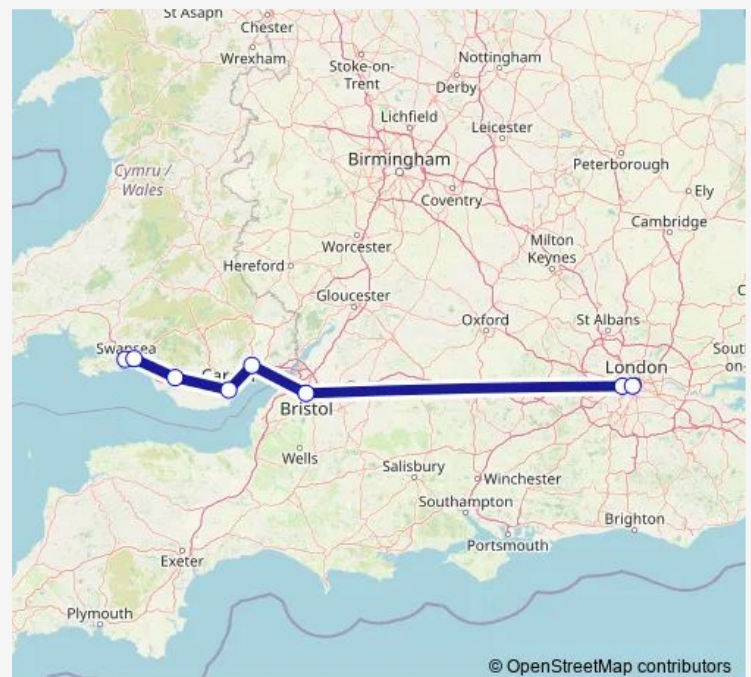 St Asaph
Chester
Wrexham
Stoke-on-
Trent
Nottingham
Derby
Lichfield
Leicester
Birmingham
Peterborough
Cymru /
Wales
Coventry
Ely
Cambridge
Worcester
Milton
Keynes
Hereford
Gloucester
Oxford
St Albans
Swansea
London
Sout
on-
Bristol
Wells
Salisbury
Winchester
Southampton
Brighton
Portsmouth
Exeter
Plymouth
© OpenStreetMap contributors